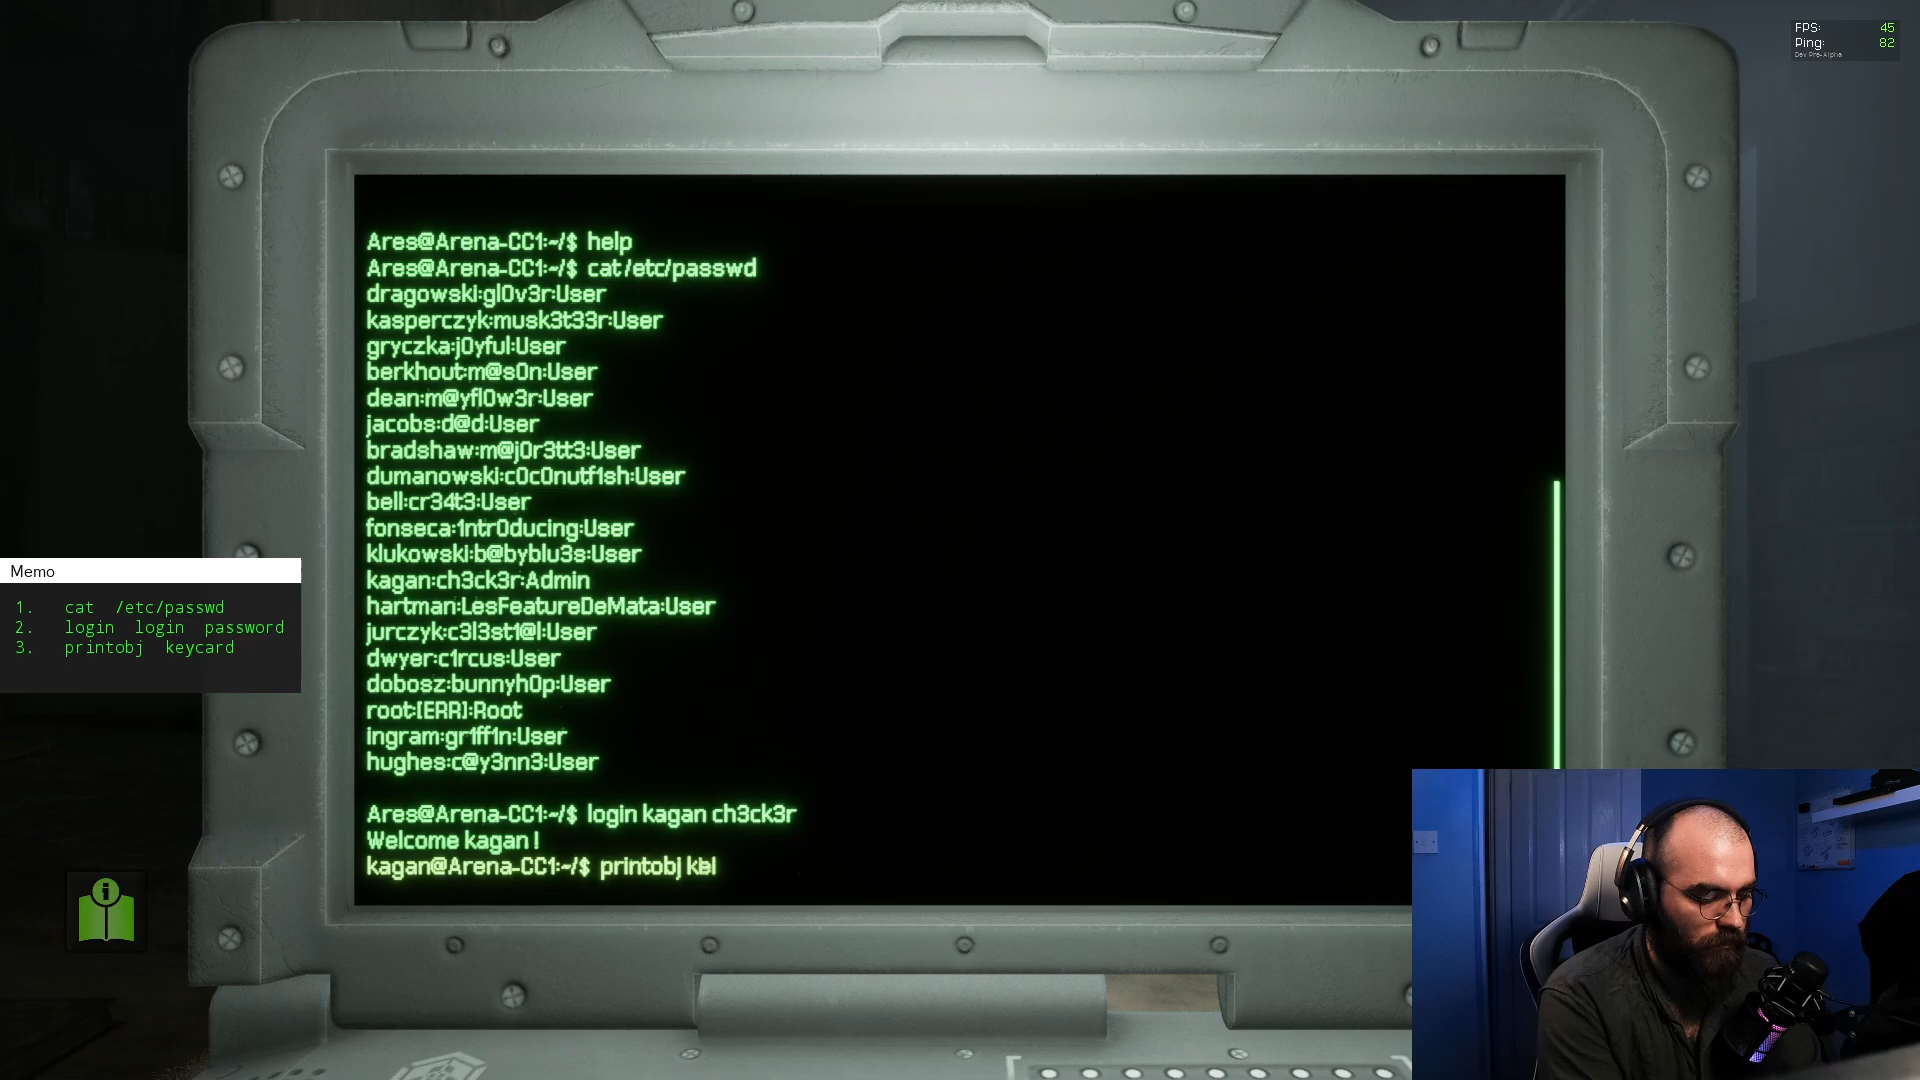 FPS: 45
Ping: 82
Dev Pre-Alpha
Ares@Arena-CC1:~/$ help
Ares@Arena-CC1:~/$ cat /etc/passwd
dragowski:gl0v3r:User
kasperczyk:musk3t33r:User
gryczka:j0yful:User
berkhout:m@s0n:User
dean:m@yfl0w3r:User
jacobs:d@d:User
bradshaw:m@j0r3tt3:User
dumanowski:c0c0nutf1sh:User
bell:cr34t3:User
fonseca:1ntr0ducing:User
klukowski:b@byblu3s:User
kagan:ch3ck3r:Admin
hartman:LesFeatureDeMata:User
jurczyk:c3l3st1@l:User
dwyer:c1rcus:User
dobosz:bunnyh0p:User
root:[ERR]:Root
ingram:gr1ff1n:User
hughes:c@y3nn3:User
Ares@Arena-CC1:~/$ login kagan ch3ck3r
Welcome kagan !
kagan@Arena-CC1:~/$ printobj
Memo
1. cat /etc/passwd
2. login login password
3. printobj keycard